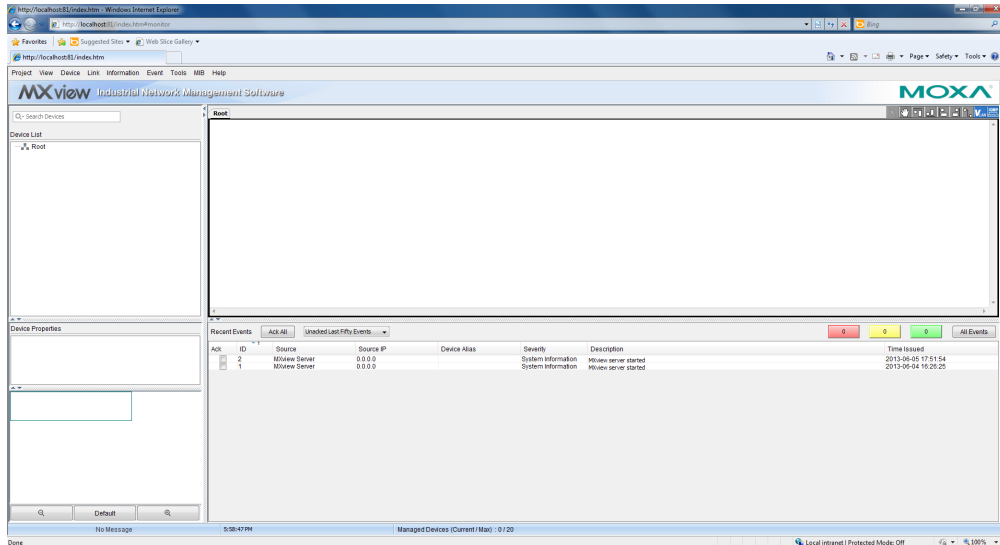 http://localhost:81/index.htm - Windows Internet Explorer
http://localhost:81/index.htm#monitor
Bing
Favorites Suggested Sites Web Slice Gallery
http://localhost:81/index.htm
Page Safety Tools
Project View Device Link Information Event Tools MIB Help
MXview Industrial Network Management Software
MOXA
Search Devices
Root
Device List
Root
Device Properties
Recent Events Ack All Unacked Last Fifty Events 0 0 0 All Events
Ack ID Source Source IP Device Alias Severity Description Time Issued
2 MXview Server 0.0.0.0 System Information MXview server started 2013-06-05 17:51:54
1 MXview Server 0.0.0.0 System Information MXview server started 2013-06-04 16:26:25
Default
No Message 5:58:47 PM Managed Devices (Current / Max) : 0 / 20
Done Local intranet | Protected Mode: Off 100%